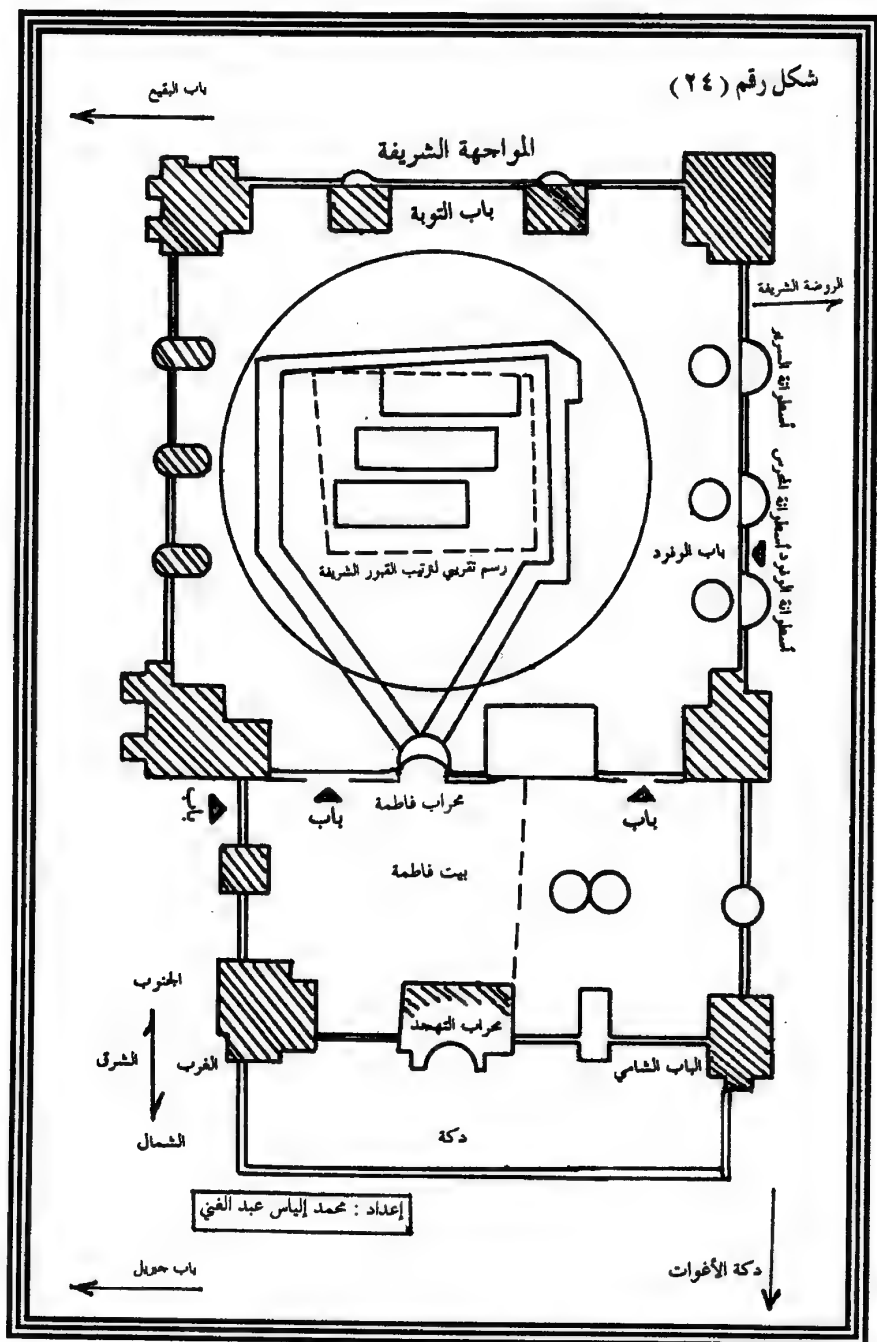 شكل رقم ( ٢٤ )
باب البقيع
المواجهة الشريفة
باب التوبة
الروضة الشريفة
أسطوانة السرير
أسطوانة المحرس
أسطوانة الوفود
باب الوفود
رسم تقريبي لترتيب القبور الشريفة
محراب فاطمة
باب
باب
باب
بيت فاطمة
الجنوب
محراب التهجد
الشرق
الغرب
الباب الشامي
الشمال
دكة
إعداد : محمد إلياس عبد الغني
باب جبريل
دكة الأغوات